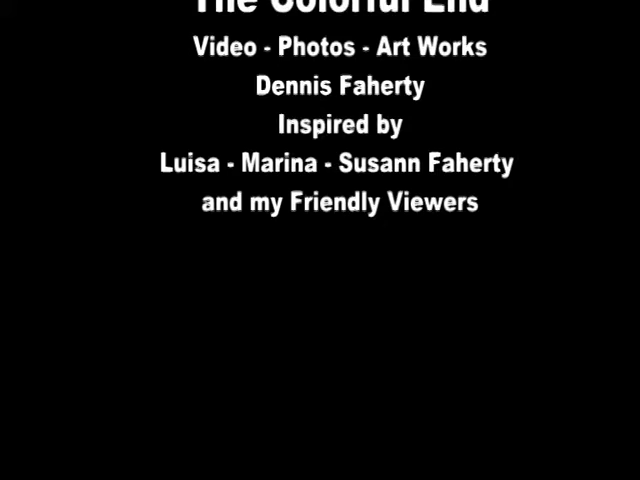 The Colorful End
Video - Photos - Art Works
Dennis Faherty
Inspired by
Luisa - Marina - Susann Faherty
and my Friendly Viewers